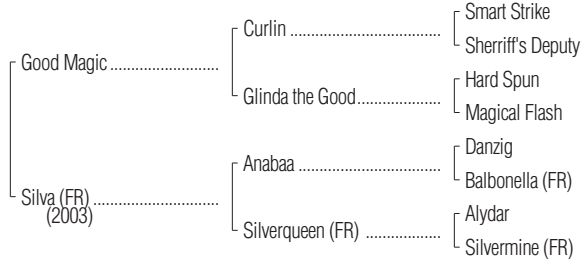 Smart Strike
Curlin
Sherriff's Deputy
Good Magic
Hard Spun
Glinda the Good
Magical Flash
Danzig
Anabaa
Balbonella (FR)
Silva (FR)
(2003)
Alydar
Silverqueen (FR)
Silvermine (FR)